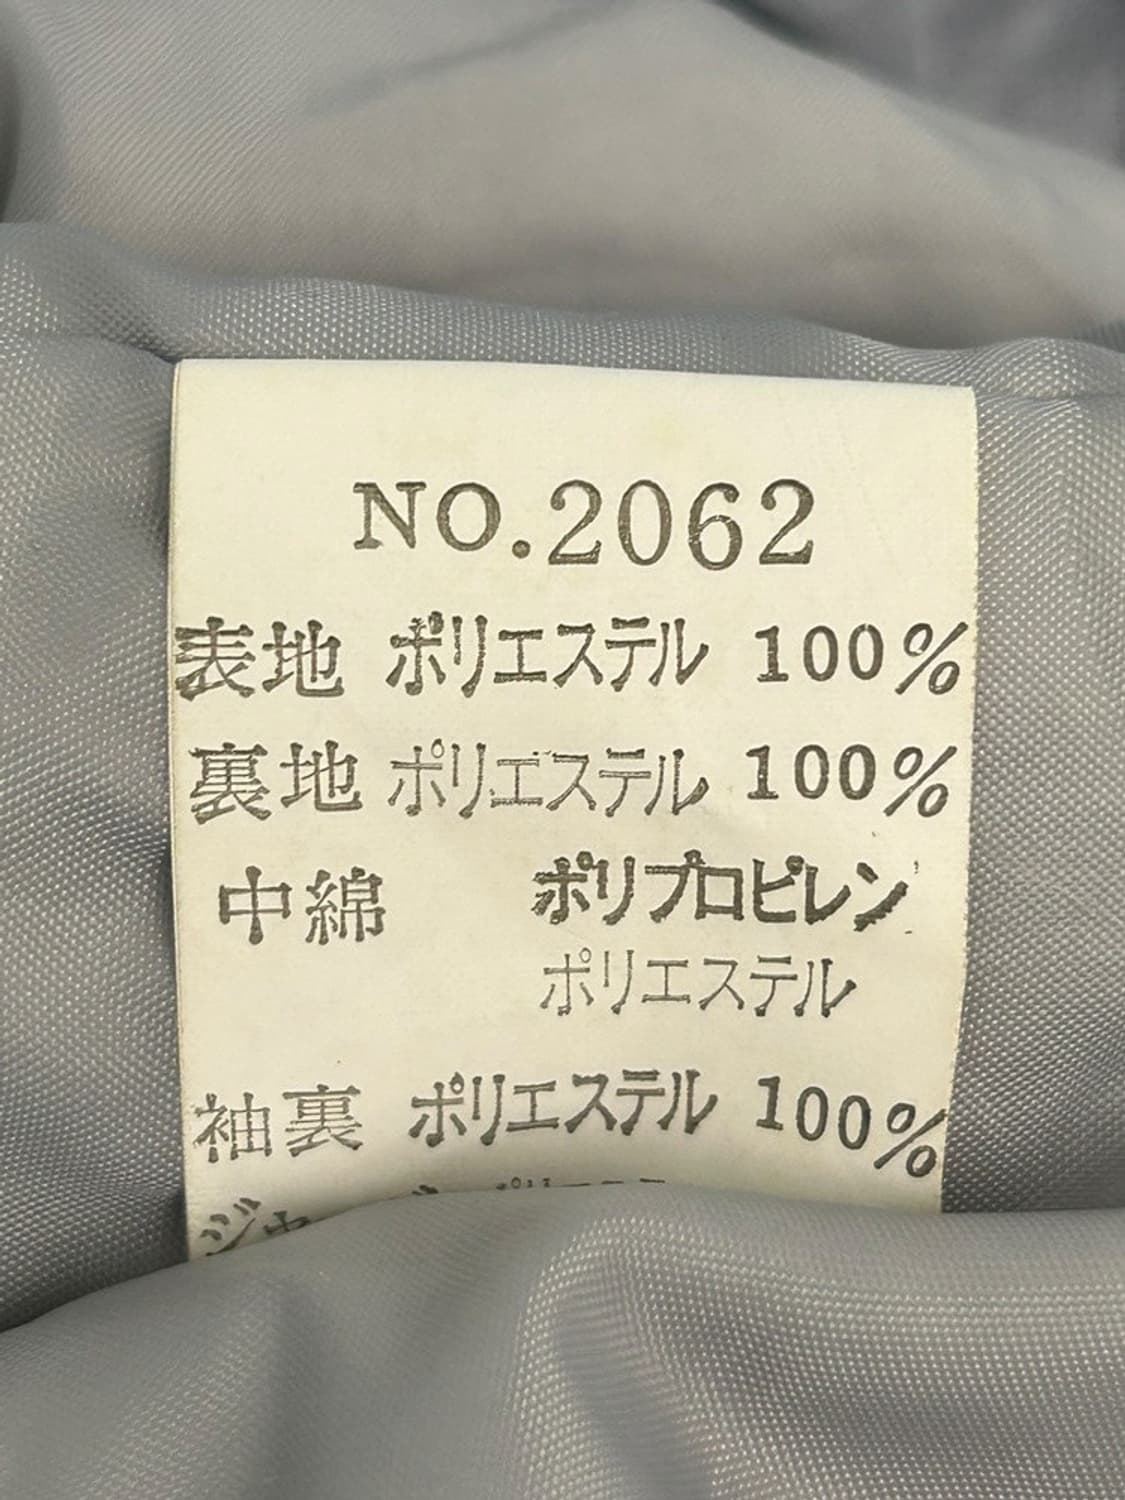 NO.2062
表地 ポリエステル 100%
裏地 ポリエステル 100%
中綿 ポリプロピレン
ポリエステル
袖裏 ポリエステル 100%